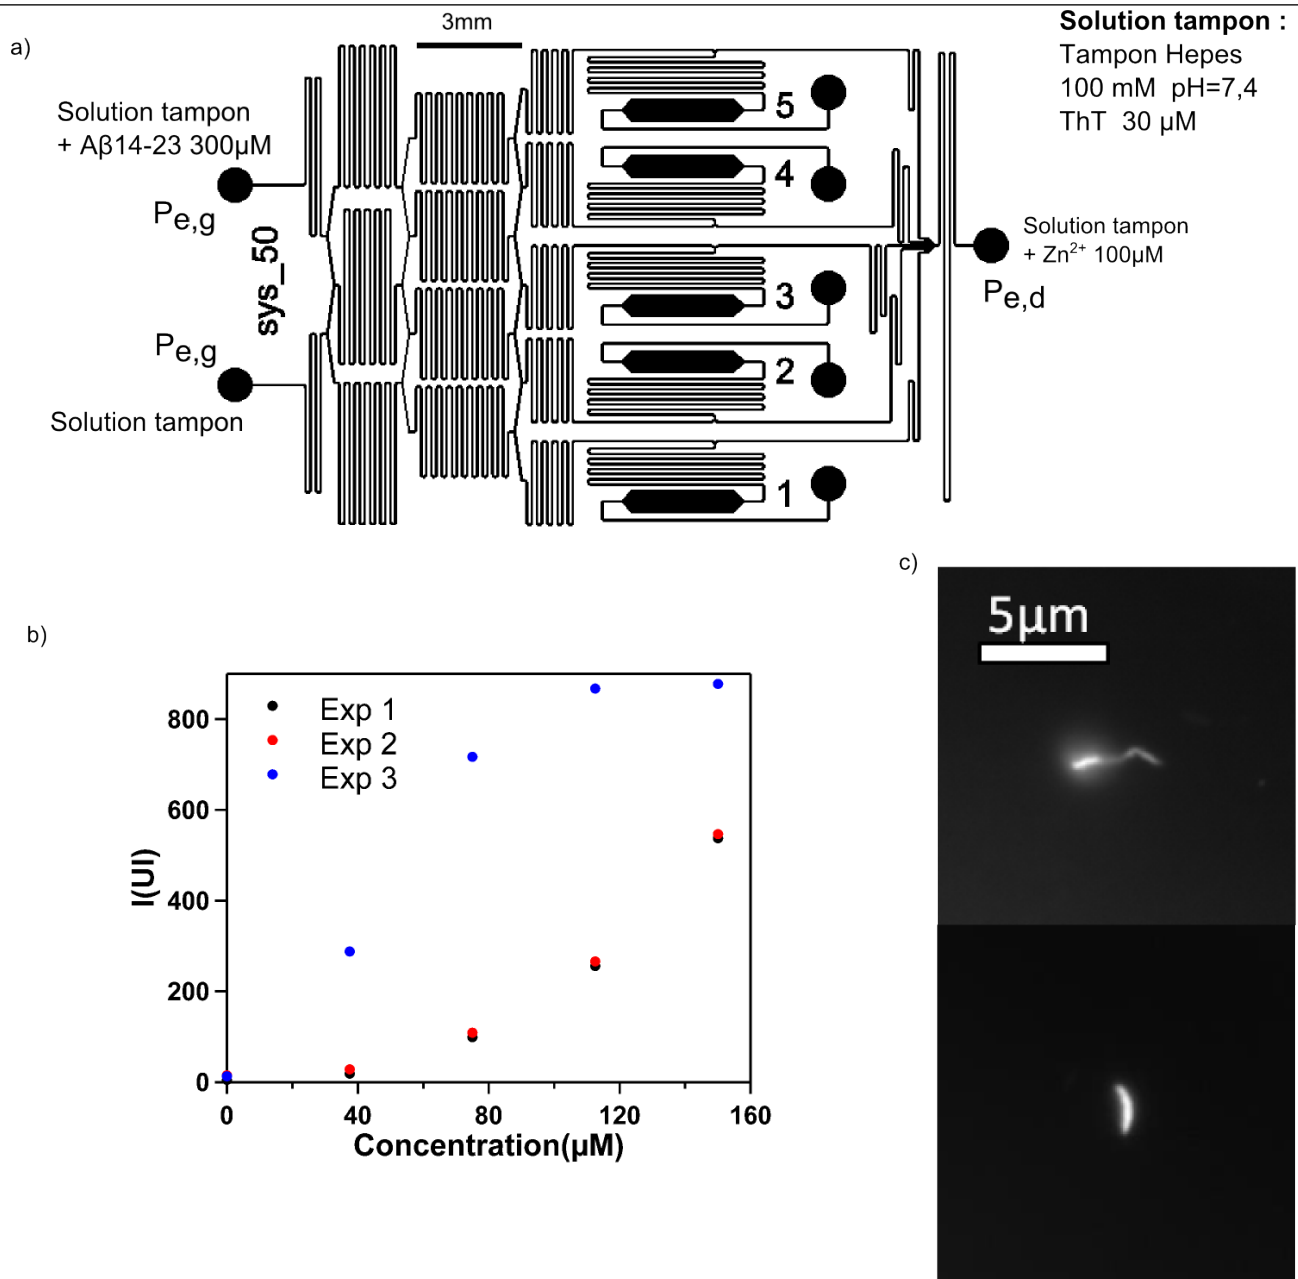 a)
3mm
Solution tampon :
Tampon Hepes
100 mM pH=7,4
ThT 30 µM
Solution tampon
+ Aβ14-23 300µM
Pe,g
sys_50
Pe,g
Solution tampon
5
4
3
2
1
Solution tampon
+ Zn²⁺ 100µM
Pe,d
b)
I(UI)
800
600
400
200
0
Exp 1
Exp 2
Exp 3
0 40 80 120 160
Concentration(µM)
c)
5µm